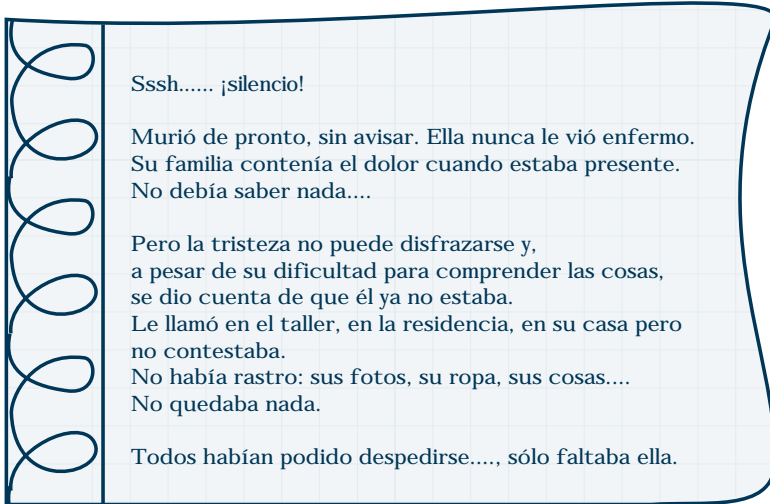 Sssh...... ¡silencio!
Murió de pronto, sin avisar. Ella nunca le vió enfermo.
Su familia contenía el dolor cuando estaba presente.
No debía saber nada....
Pero la tristeza no puede disfrazarse y,
a pesar de su dificultad para comprender las cosas,
se dio cuenta de que él ya no estaba.
Le llamó en el taller, en la residencia, en su casa pero
no contestaba.
No había rastro: sus fotos, su ropa, sus cosas....
No quedaba nada.
Todos habían podido despedirse...., sólo faltaba ella.